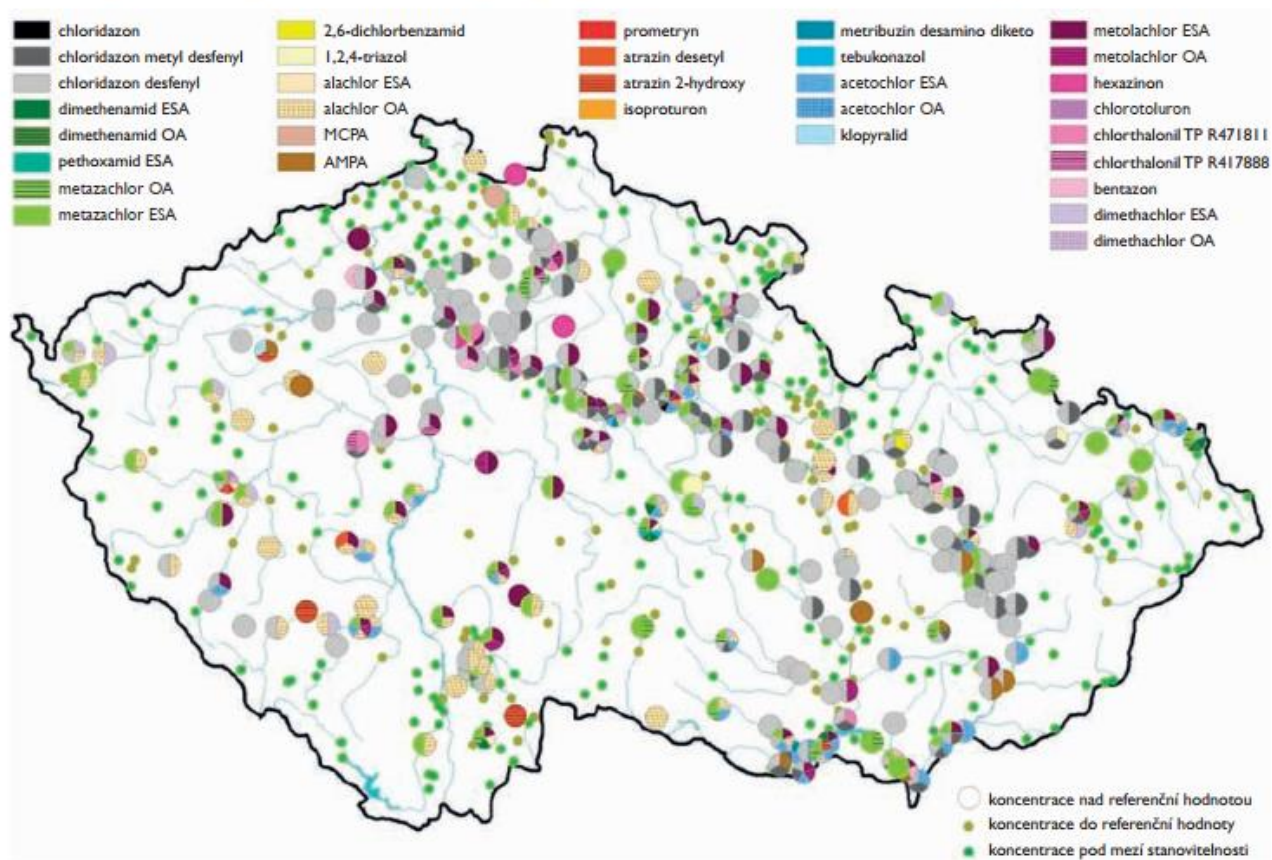 chloridazon
chloridazon metyl desfenyl
chloridazon desfenyl
dimethenamid ESA
dimethenamid OA
pethoxamid ESA
metazachlor OA
metazachlor ESA
2,6-dichlorbenzamid
1,2,4-triazol
alachlor ESA
alachlor OA
MCPA
AMPA
prometryn
atrazin desetyl
atrazin 2-hydroxy
isoproturon
metribuzin desamino diketo
tebukonazol
acetochlor ESA
acetochlor OA
klopyralid
metolachlor ESA
metolachlor OA
hexazinon
chlorotoluron
chlorthalonil TP R471811
chlorthalonil TP R417888
bentazon
dimethachlor ESA
dimethachlor OA
koncentrace nad referenční hodnotou
koncentrace do referenční hodnoty
koncentrace pod mezí stanovitelnosti